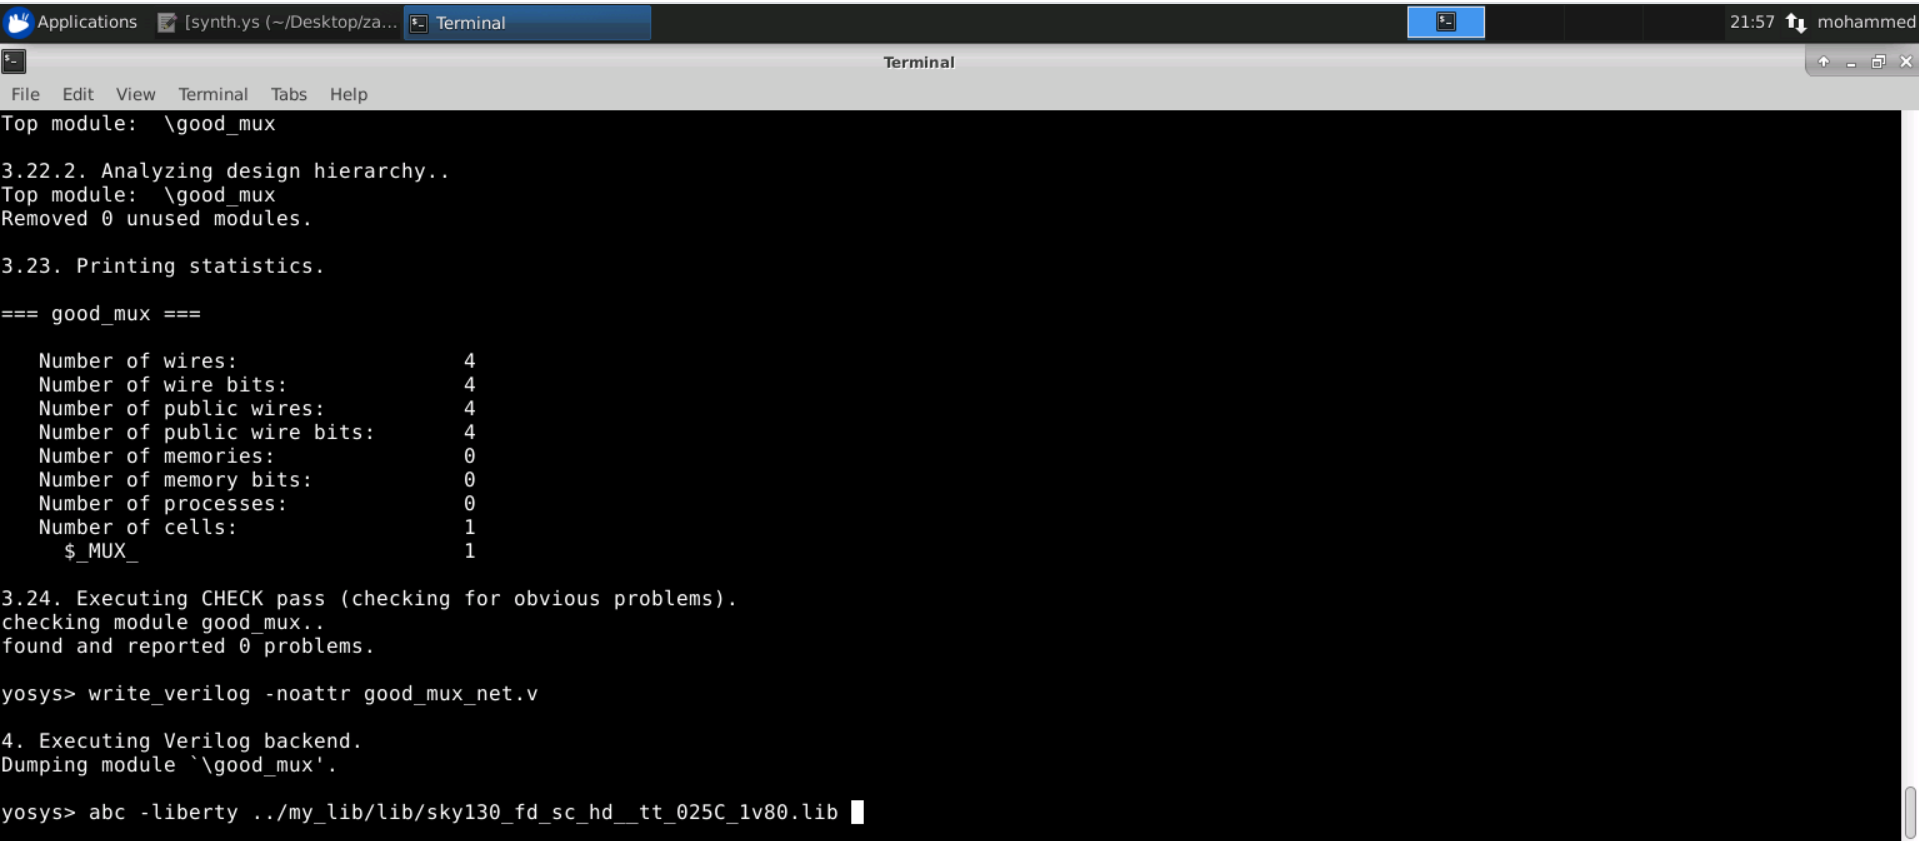 Applications [synth.ys (~/Desktop/za... Terminal 21:57 mohammed
Terminal
File Edit View Terminal Tabs Help
Top module:  \good_mux
3.22.2. Analyzing design hierarchy..
Top module:  \good_mux
Removed 0 unused modules.
3.23. Printing statistics.
=== good_mux ===
Number of wires: 4
Number of wire bits: 4
Number of public wires: 4
Number of public wire bits: 4
Number of memories: 0
Number of memory bits: 0
Number of processes: 0
Number of cells: 1
$_MUX_ 1
3.24. Executing CHECK pass (checking for obvious problems).
checking module good_mux..
found and reported 0 problems.
yosys> write_verilog -noattr good_mux_net.v
4. Executing Verilog backend.
Dumping module `\good_mux'.
yosys> abc -liberty ../my_lib/lib/sky130_fd_sc_hd__tt_025C_1v80.lib